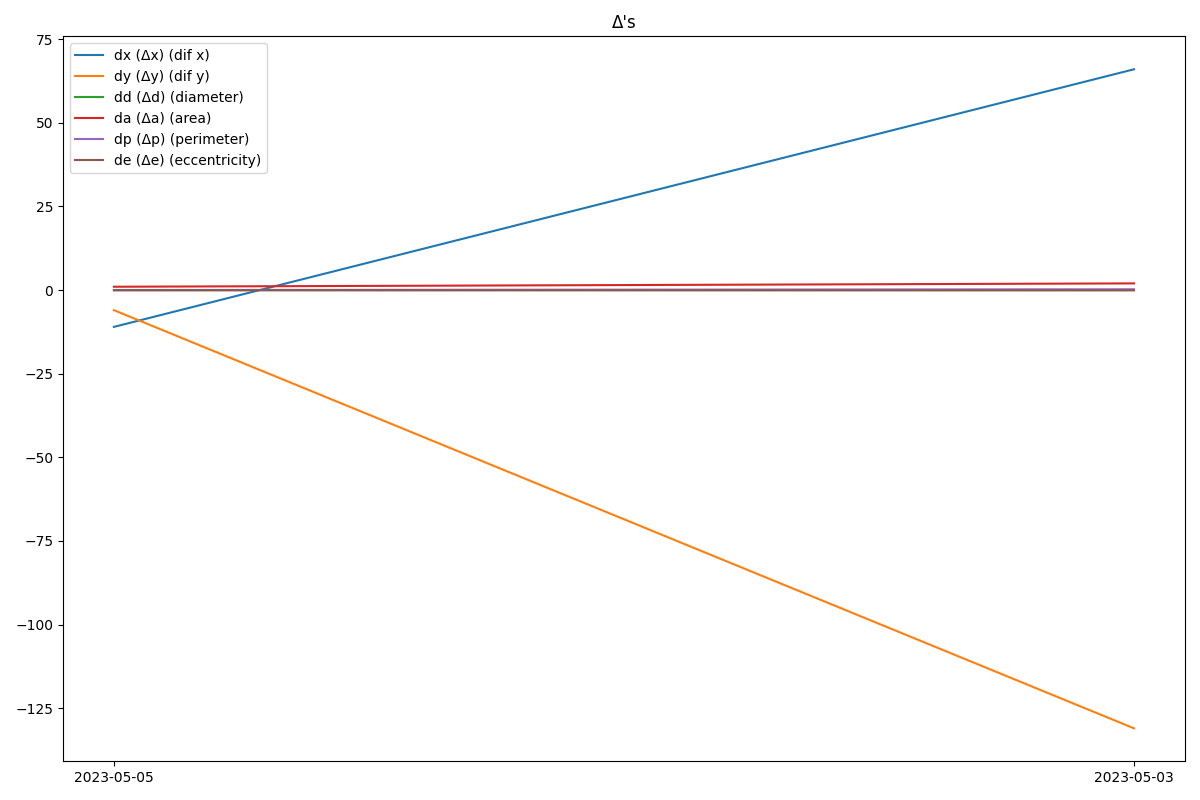 Δ's
75
50
25
0
−25
−50
−75
−100
−125
dx (Δx) (dif x)
dy (Δy) (dif y)
dd (Δd) (diameter)
da (Δa) (area)
dp (Δp) (perimeter)
de (Δe) (eccentricity)
2023-05-05
2023-05-03